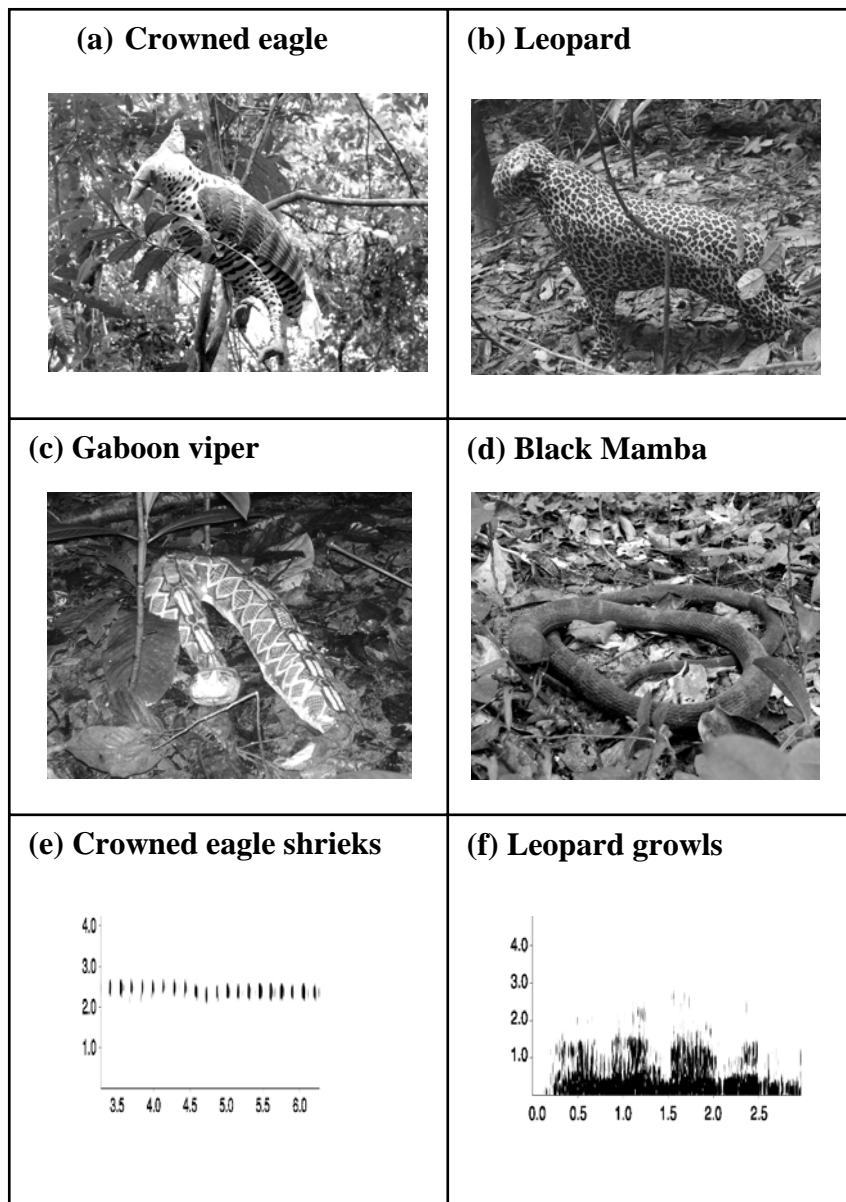 (a) Crowned eagle
(b) Leopard
(c) Gaboon viper
(d) Black Mamba
(e) Crowned eagle shrieks
(f) Leopard growls
4.0
3.0
2.0
1.0
3.5 4.0 4.5 5.0 5.5 6.0
4.0
3.0
2.0
1.0
0.0 0.5 1.0 1.5 2.0 2.5